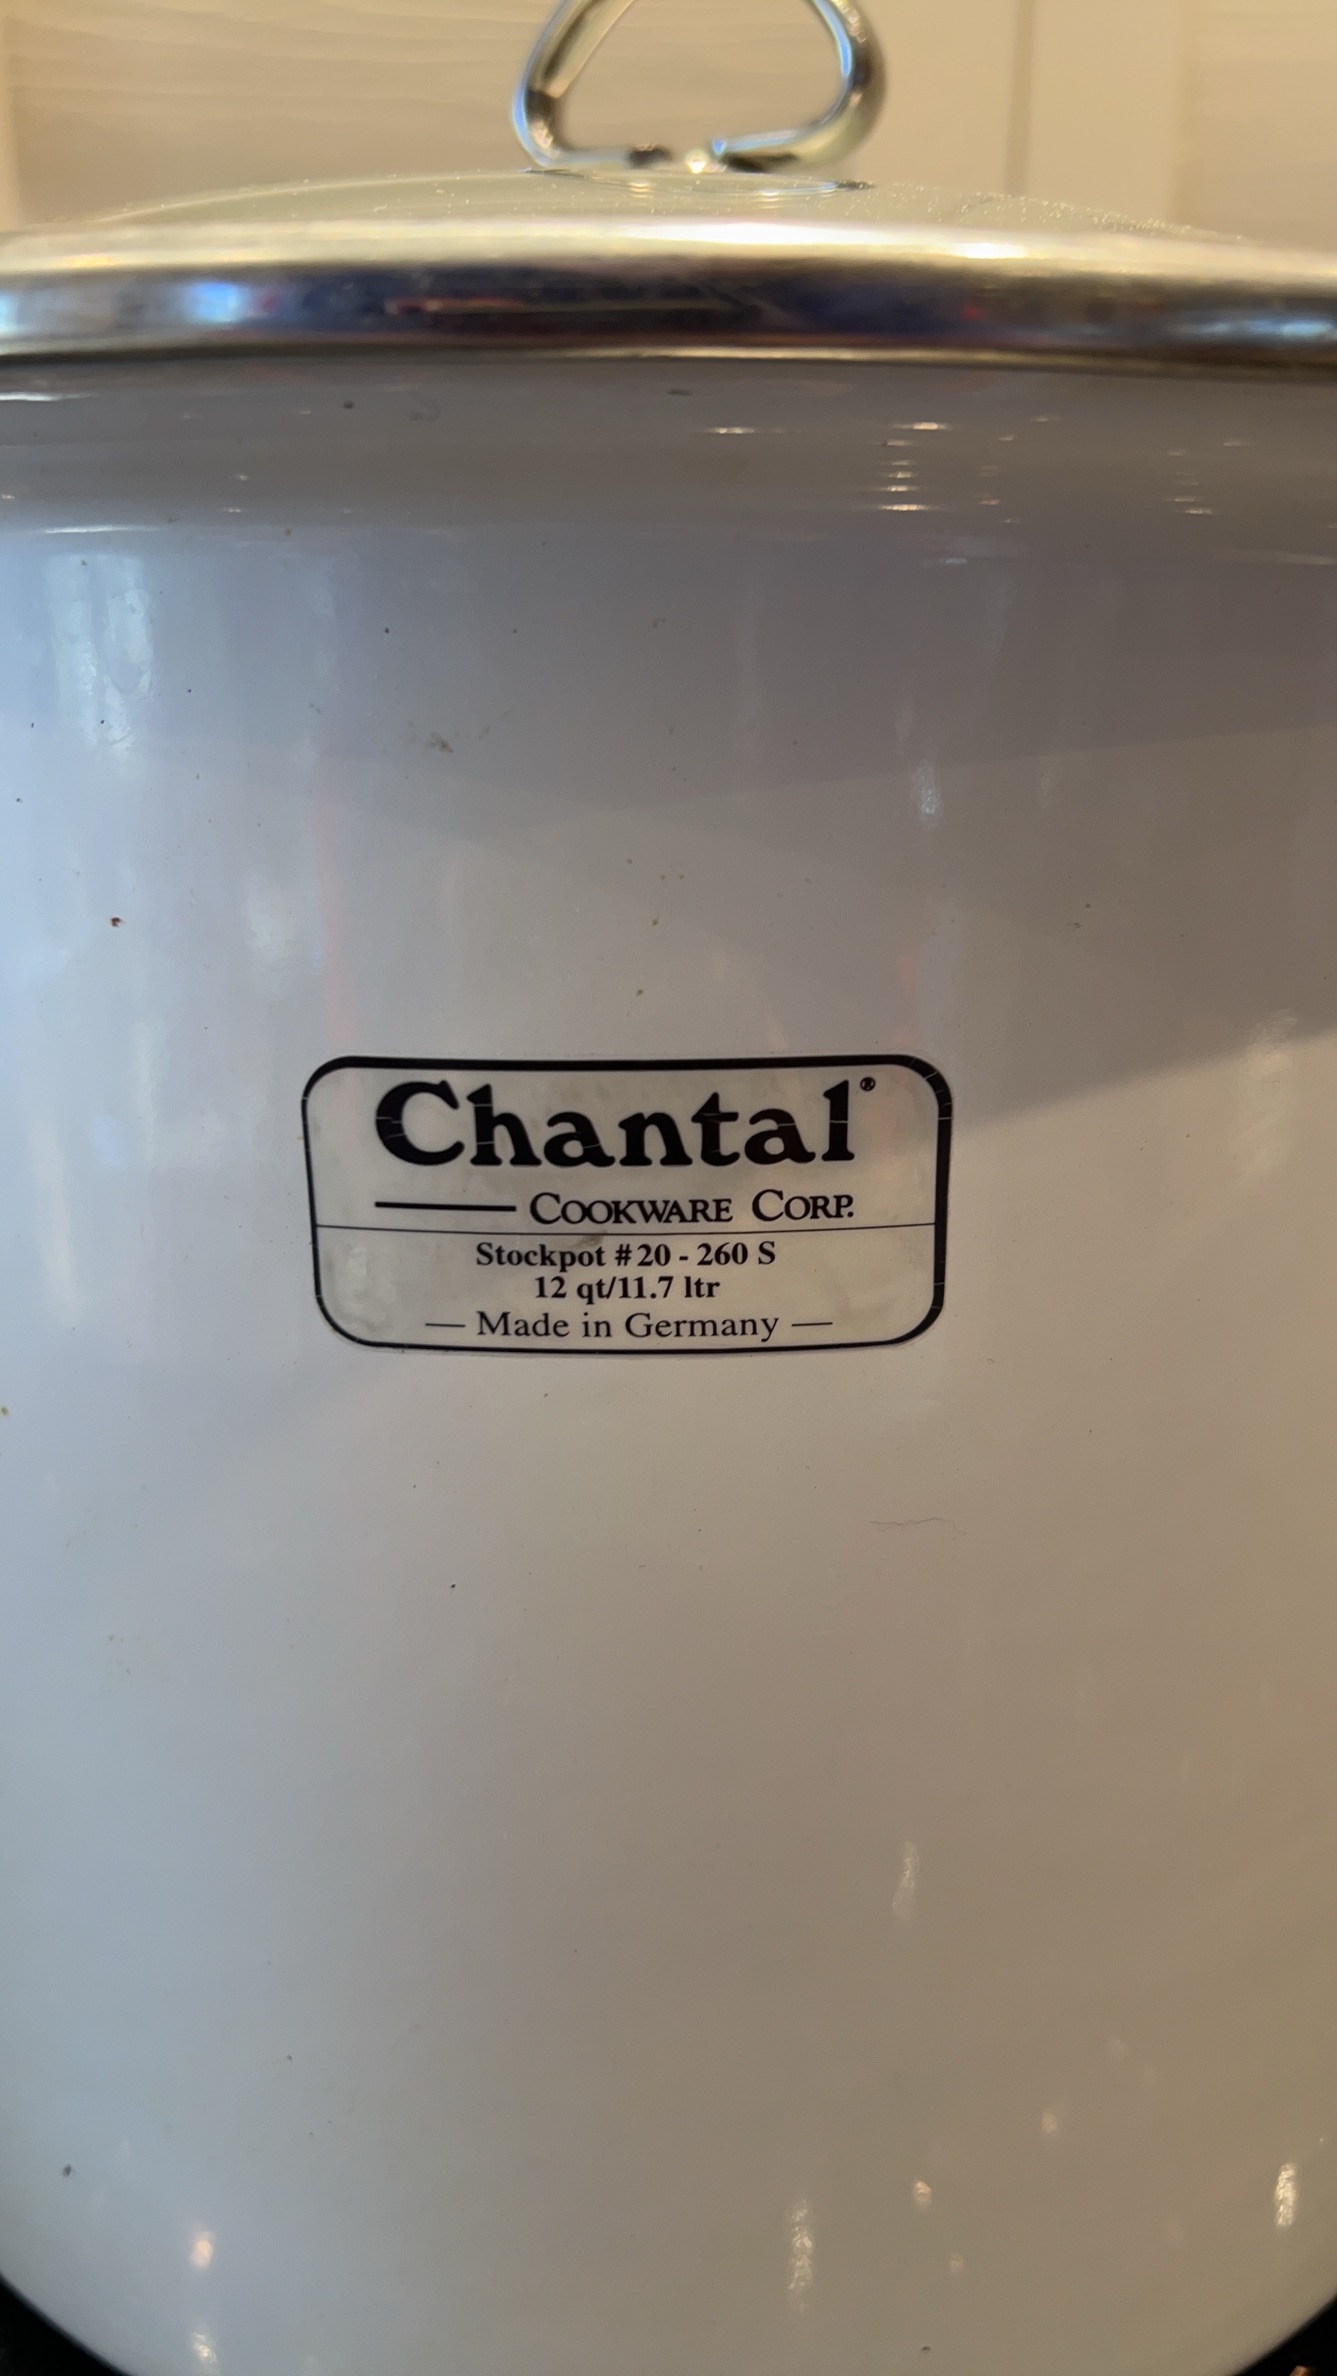 Chantal®
COOKWARE CORP.
Stockpot #20 - 260 S
12 qt/11.7 ltr
— Made in Germany —